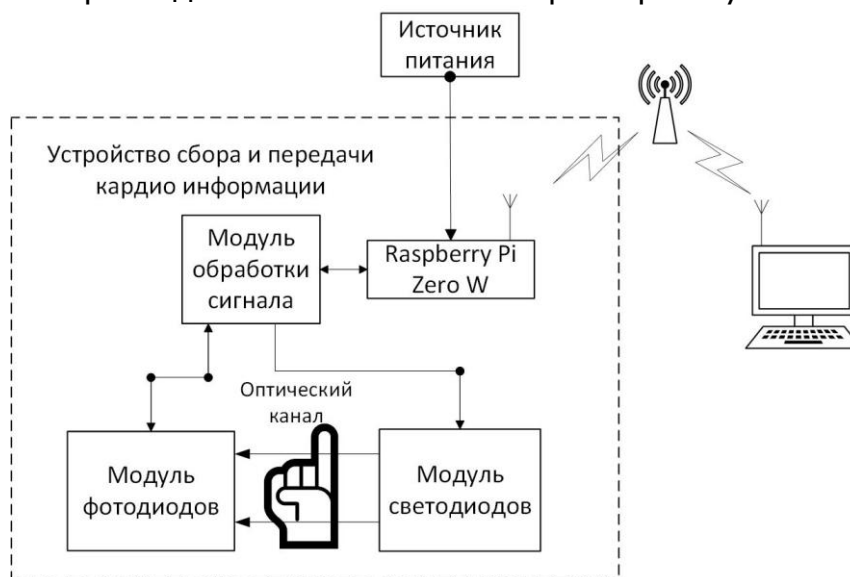 Источник
питания
Устройство сбора и передачи
кардио информации
Модуль
обработки
сигнала
Raspberry Pi
Zero W
Оптический
канал
Модуль
фотодиодов
Модуль
светодиодов